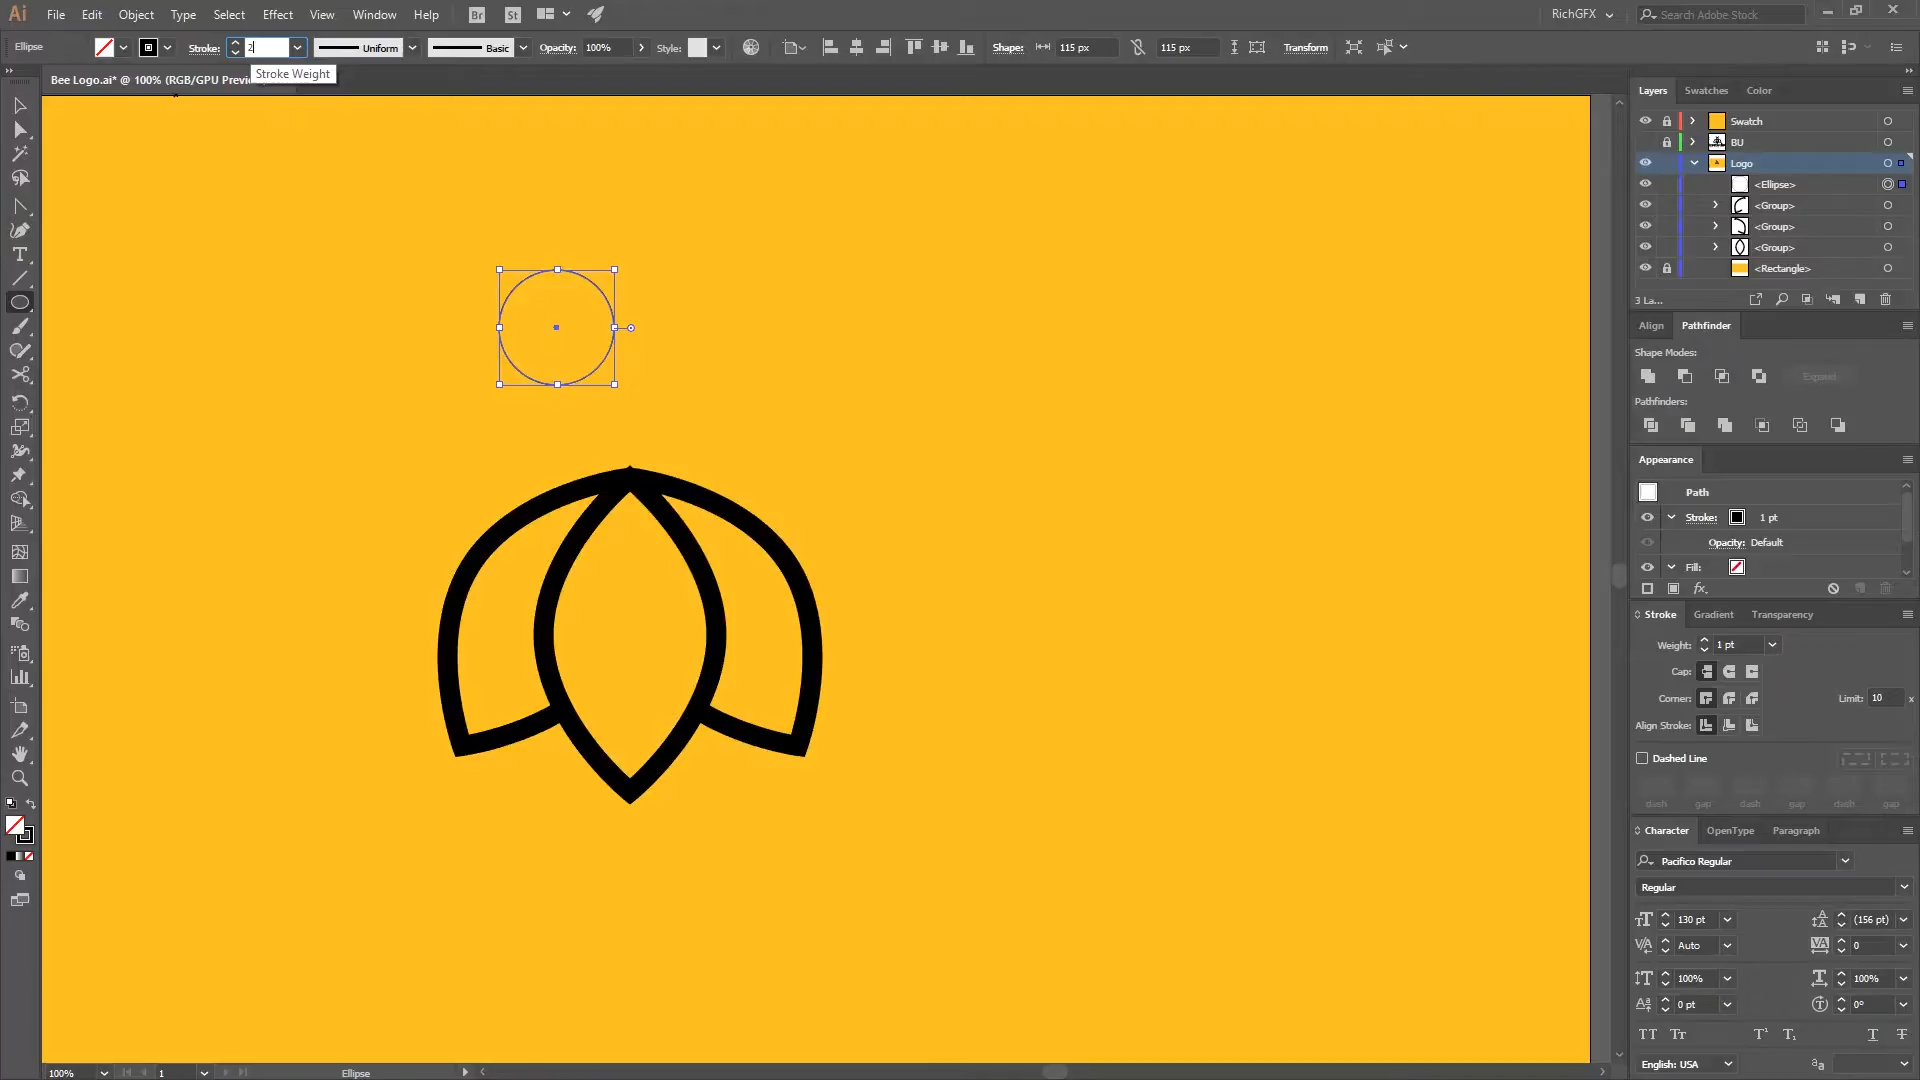 Ai File Edit Object Type Select Effect View Window Help Br St RichGFX Search Adobe Stock
Ellipse Stroke: 2 Uniform Basic Opacity: 100% Style: Shape: 115 px 115 px Transform
Stroke Weight
Bee Logo.ai* @ 100% (RGB/GPU Previ
Layers Swatches Color
Swatch
BU
Logo
<Ellipse>
<Group>
<Group>
<Group>
<Rectangle>
3 La...
Align Pathfinder
Shape Modes:
Expand
Pathfinders:
Appearance
Path
Stroke: 1 pt
Opacity: Default
Fill:
fx.
Stroke Gradient Transparency
Weight: 1 pt
Cap:
Corner: Limit: 10 x
Align Stroke:
Dashed Line
dash gap dash gap dash gap
Character OpenType Paragraph
Pacifico Regular
Regular
130 pt (156 pt)
Auto 0
100% 100%
0 pt 0°
English: USA
100% 1 Ellipse